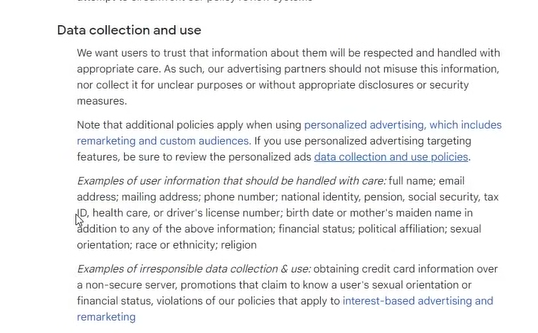 attempt to circumvent our policy review systems
Data collection and use
We want users to trust that information about them will be respected and handled with
appropriate care. As such, our advertising partners should not misuse this information,
nor collect it for unclear purposes or without appropriate disclosures or security
measures.
Note that additional policies apply when using personalized advertising, which includes
remarketing and custom audiences. If you use personalized advertising targeting
features, be sure to review the personalized ads data collection and use policies.
Examples of user information that should be handled with care: full name; email
address; mailing address; phone number; national identity, pension, social security, tax
ID, health care, or driver's license number; birth date or mother's maiden name in
addition to any of the above information; financial status; political affiliation; sexual
orientation; race or ethnicity; religion
Examples of irresponsible data collection & use: obtaining credit card information over
a non-secure server, promotions that claim to know a user's sexual orientation or
financial status, violations of our policies that apply to interest-based advertising and
remarketing